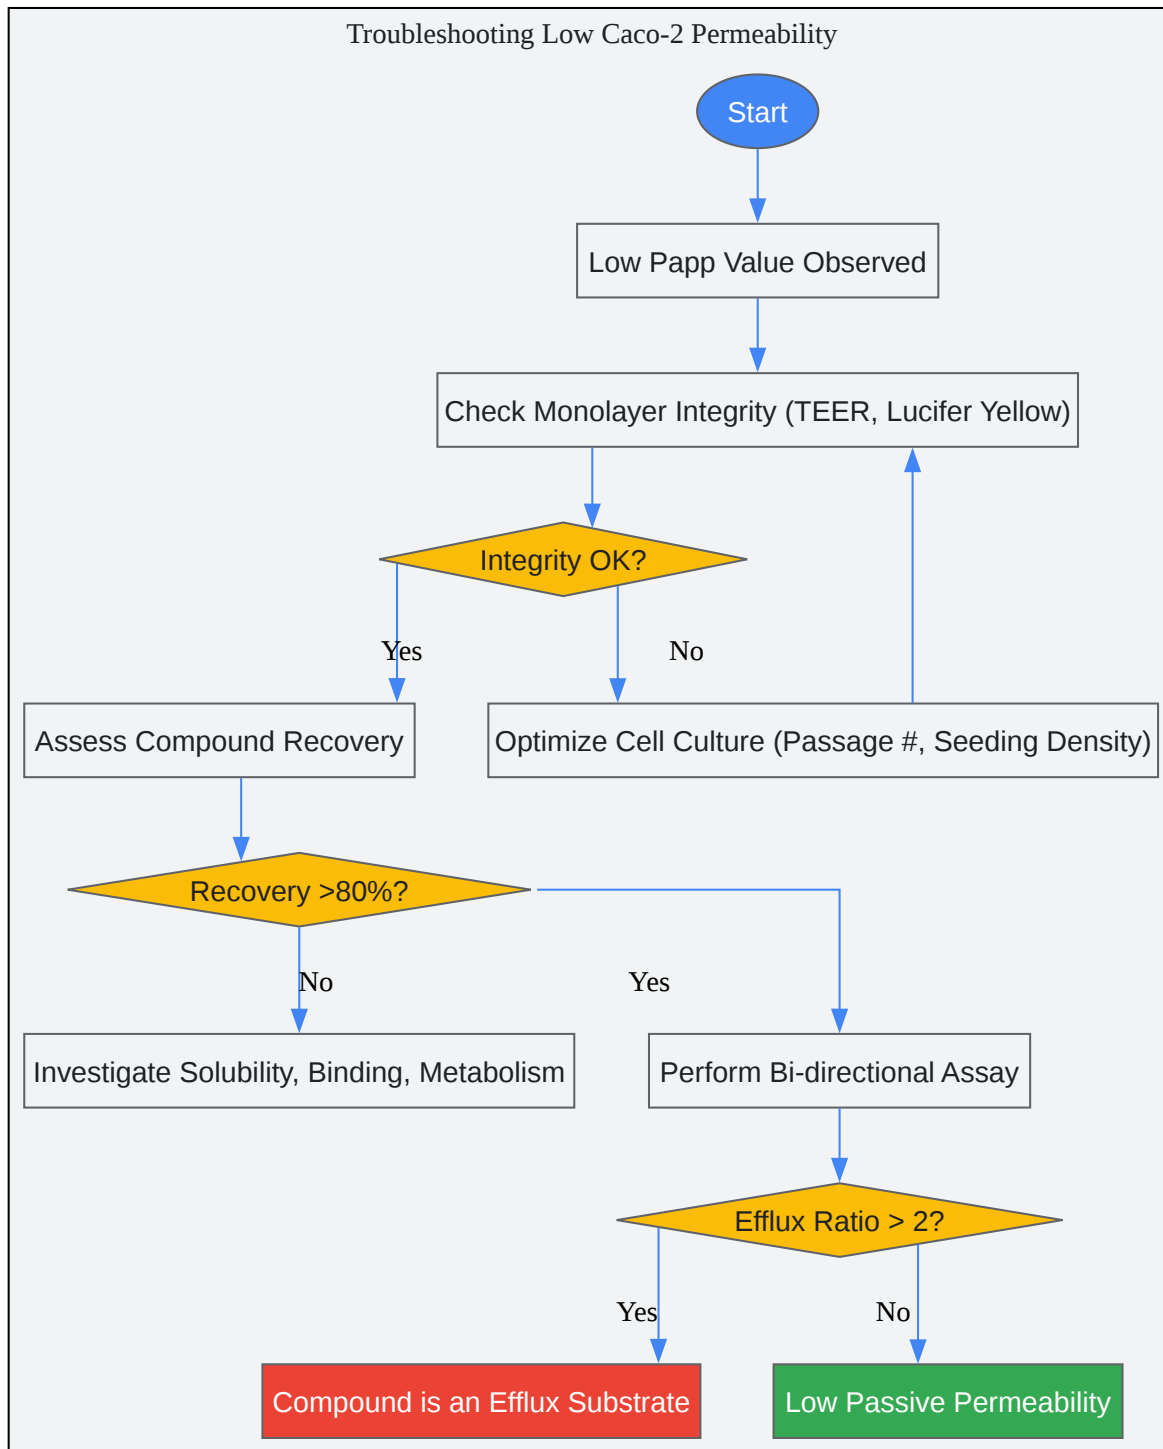 Troubleshooting Low Caco-2 Permeability
Start
Low Papp Value Observed
Check Monolayer Integrity (TEER, Lucifer Yellow)
Integrity OK?
Yes
No
Assess Compound Recovery
Optimize Cell Culture (Passage #, Seeding Density)
Recovery >80%?
No
Yes
Investigate Solubility, Binding, Metabolism
Perform Bi-directional Assay
Efflux Ratio > 2?
Yes
No
Compound is an Efflux Substrate
Low Passive Permeability